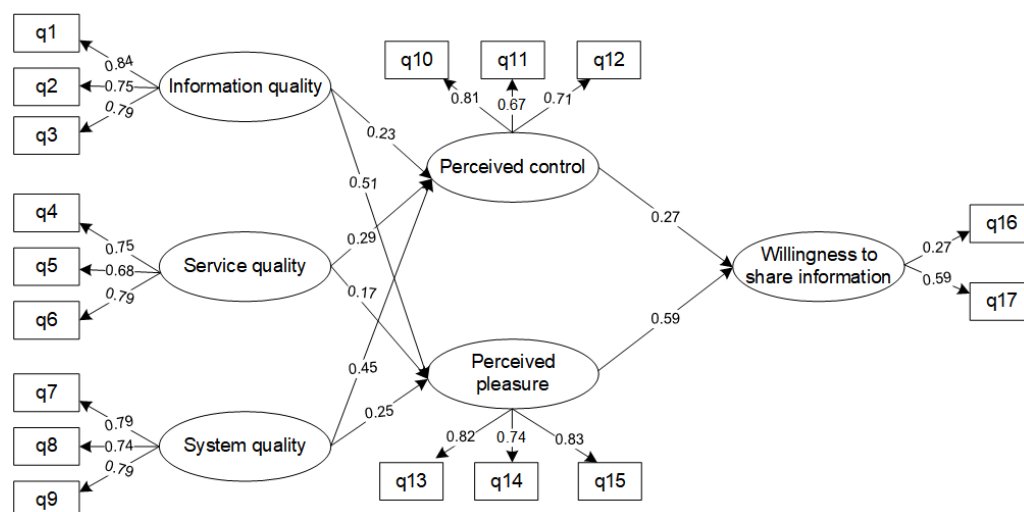 q1
0.84
q2
0.75
q3
0.79
Information quality
q4
0.75
q5
0.68
q6
0.79
Service quality
q7
0.79
q8
0.74
q9
0.79
System quality
0.23
0.51
0.29
0.17
0.45
0.25
q10
q11
q12
0.81
0.67
0.71
Perceived control
Perceived
pleasure
0.82
0.74
0.83
q13
q14
q15
0.27
0.59
Willingness to
share information
0.27
0.59
q16
q17